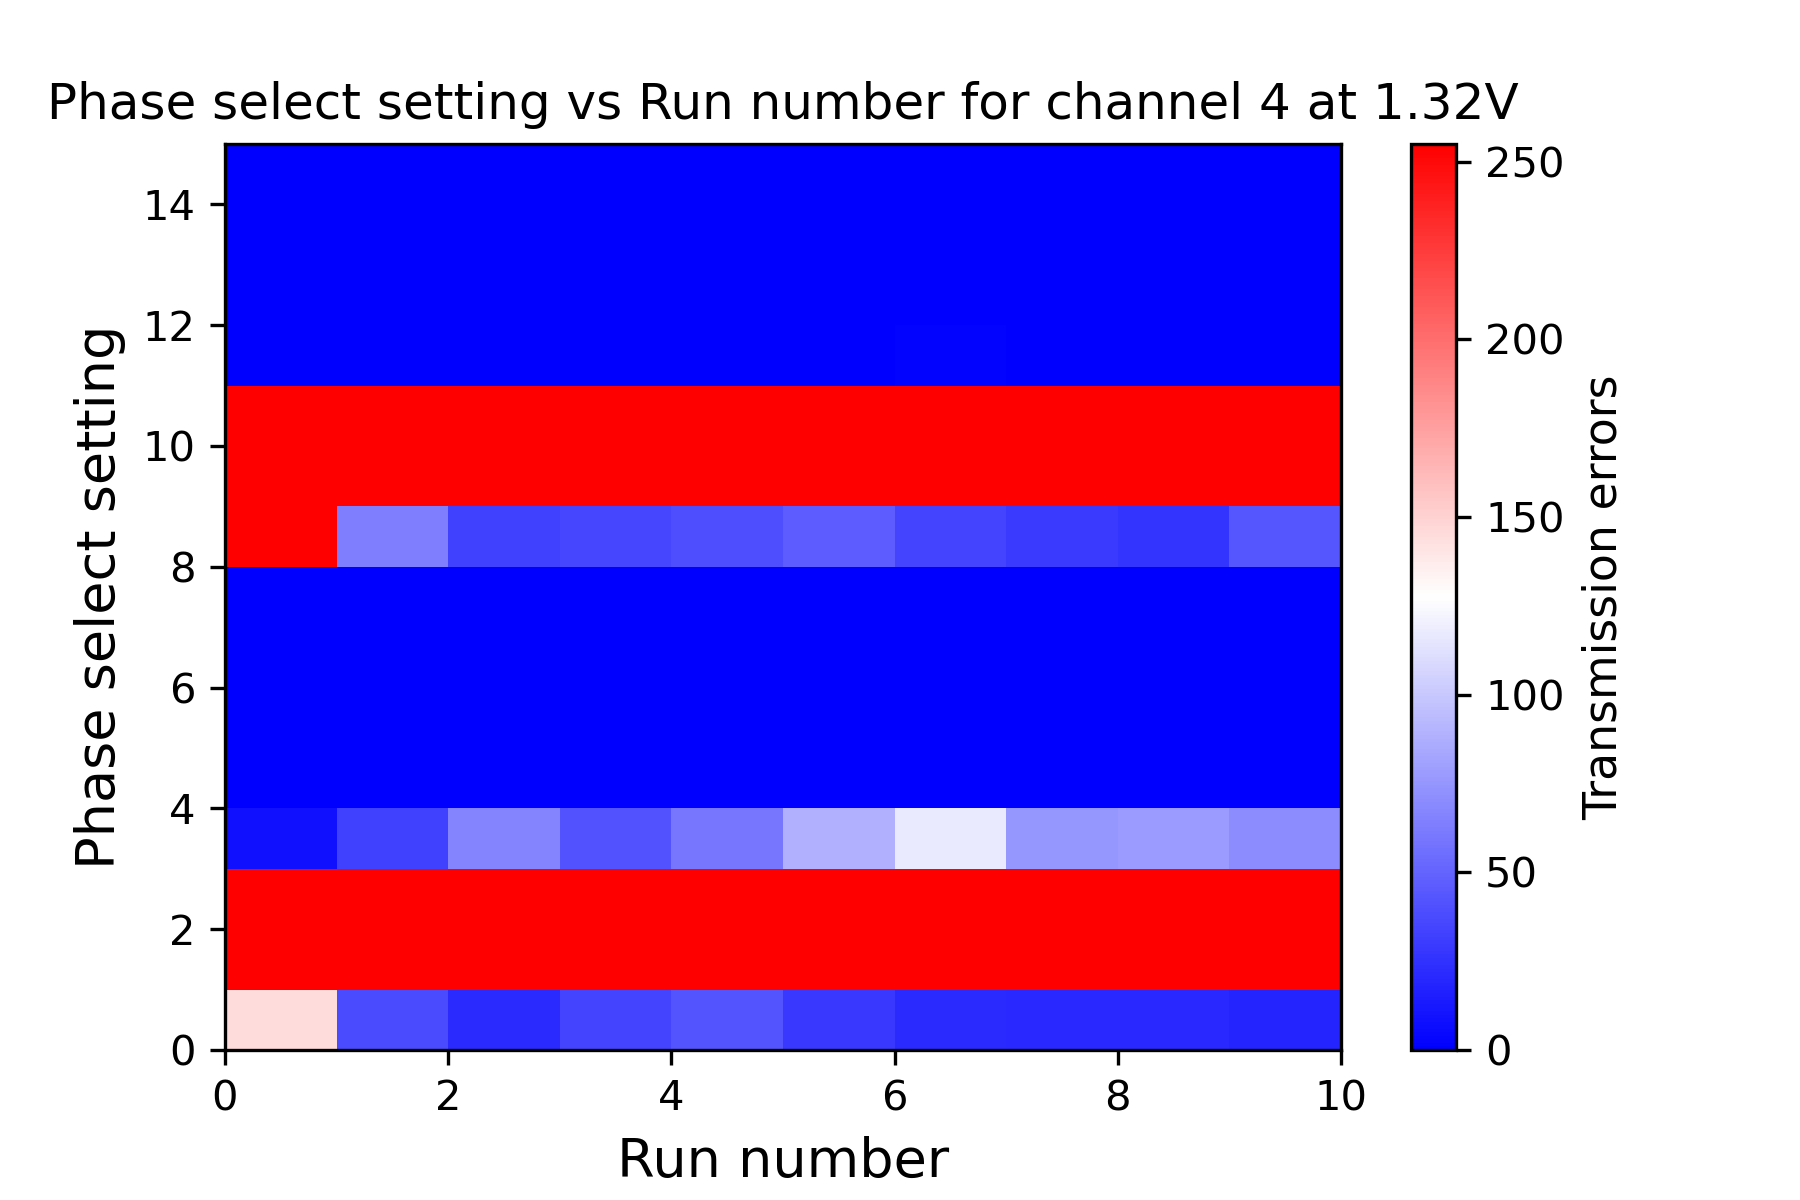 Phase select setting vs Run number for channel 4 at 1.32V
Phase select setting
14
12
10
8
6
4
2
0
0 2 4 6 8 10
Run number
250
200
150
100
50
0
Transmission errors